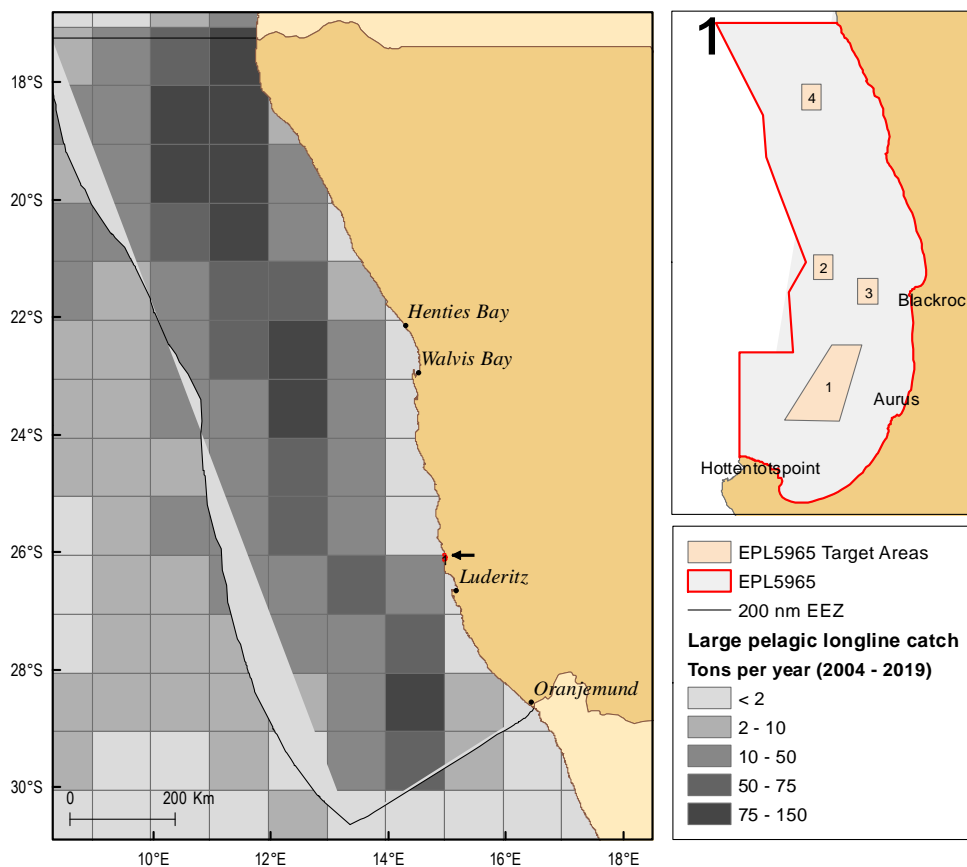 18°S
20°S
22°S
24°S
26°S
28°S
30°S
Henties Bay
Walvis Bay
Luderitz
Oranjemund
0 200 Km
10°E 12°E 14°E 16°E 18°E
1
4
2
3
Blackroc
1
Aurus
Hottentotspoint
EPL5965 Target Areas
EPL5965
200 nm EEZ
Large pelagic longline catch
Tons per year (2004 - 2019)
< 2
2 - 10
10 - 50
50 - 75
75 - 150